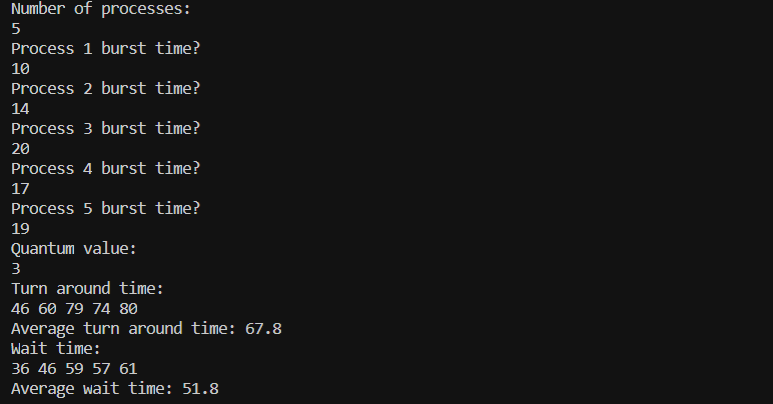 Number of processes:
5
Process 1 burst time?
10
Process 2 burst time?
14
Process 3 burst time?
20
Process 4 burst time?
17
Process 5 burst time?
19
Quantum value:
3
Turn around time:
46 60 79 74 80
Average turn around time: 67.8
Wait time:
36 46 59 57 61
Average wait time: 51.8